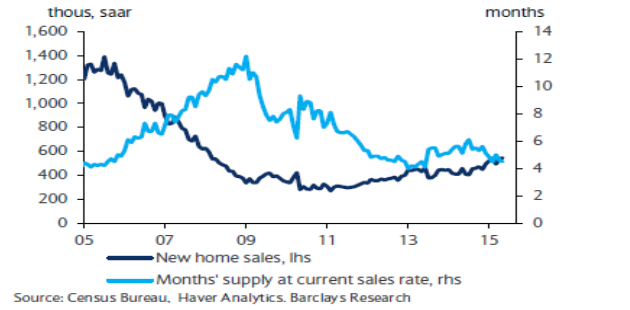 thous, saar months
1,600 14
1,400 12
1,200 10
1,000 8
800 6
600 4
400 2
200 0
0
05 07 09 11 13 15
New home sales, lhs
Months' supply at current sales rate, rhs
Source: Census Bureau, Haver Analytics. Barclays Research